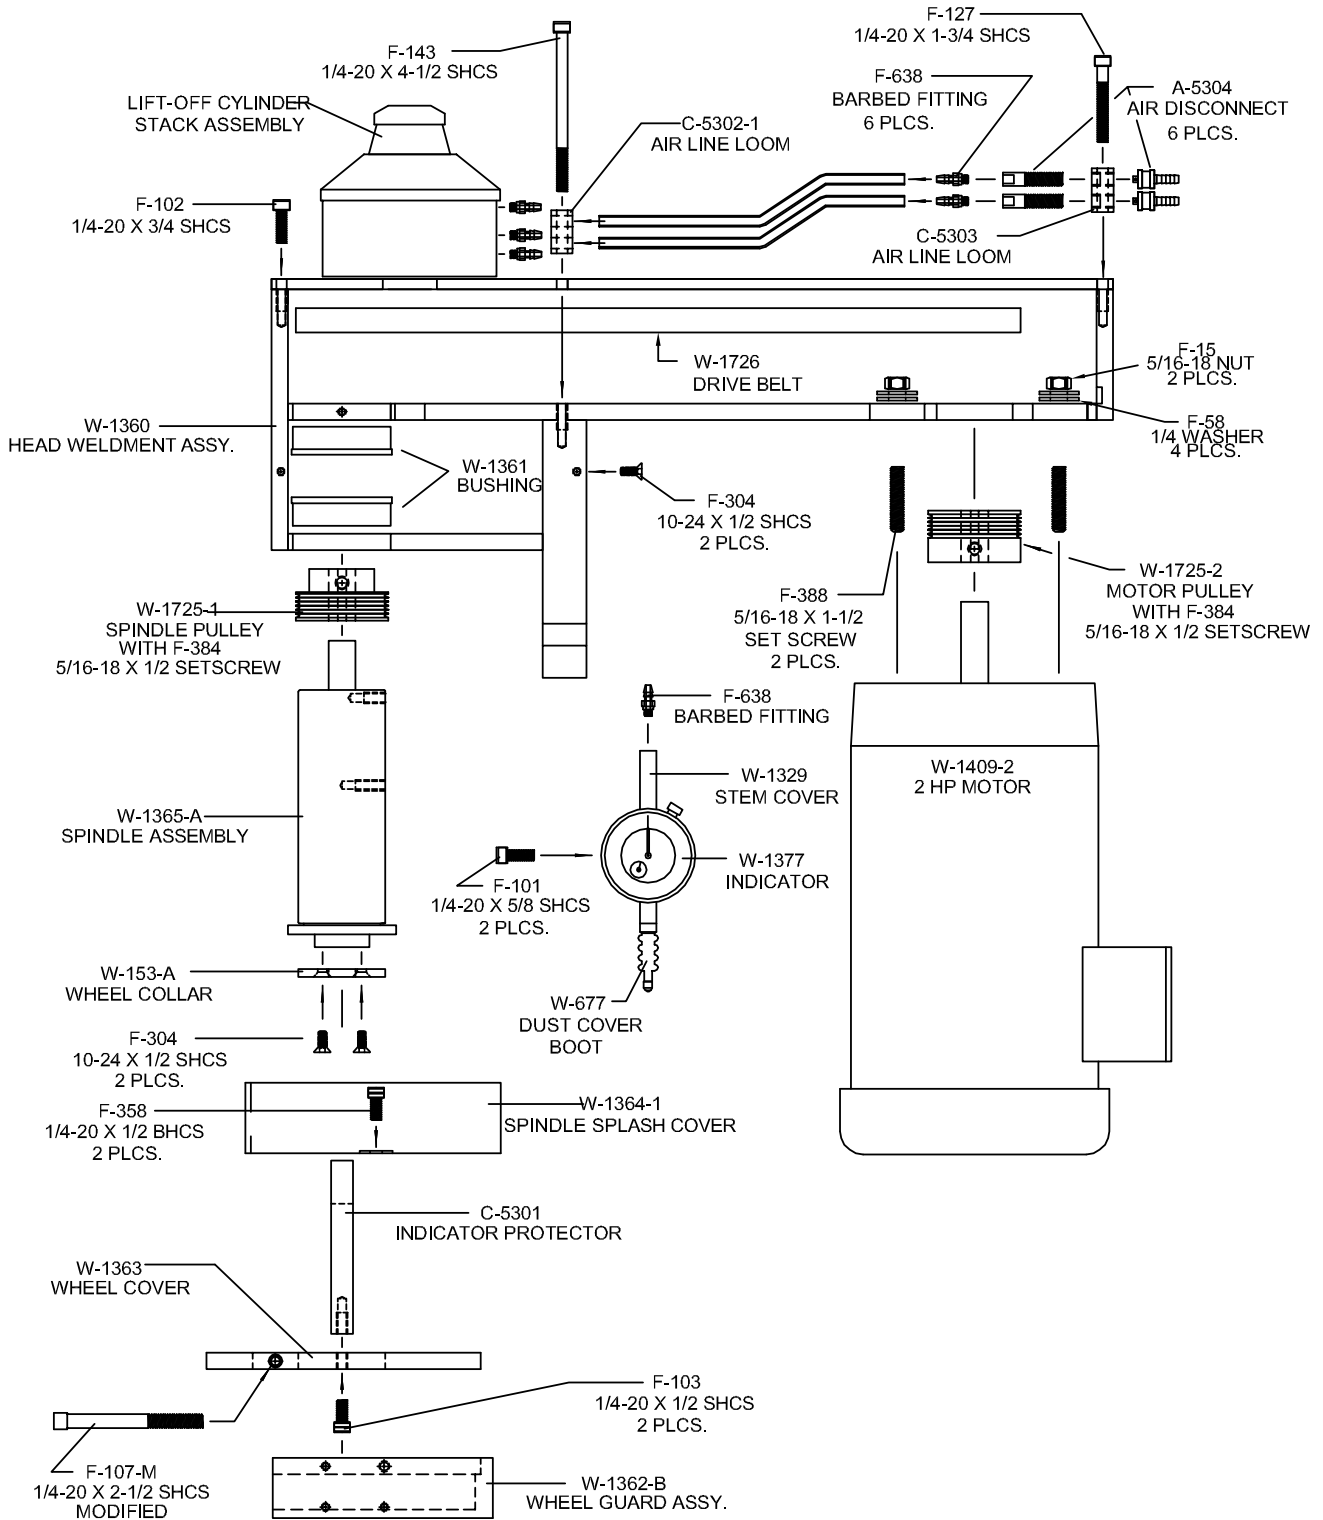 F-143
1/4-20 X 4-1/2 SHCS
F-127
1/4-20 X 1-3/4 SHCS
LIFT-OFF CYLINDER
STACK ASSEMBLY
C-5302-1
AIR LINE LOOM
F-638
BARBED FITTING
6 PLCS.
A-5304
AIR DISCONNECT
6 PLCS.
F-102
1/4-20 X 3/4 SHCS
C-5303
AIR LINE LOOM
W-1726
DRIVE BELT
F-15
5/16-18 NUT
2 PLCS.
W-1360
HEAD WELDMENT ASSY.
F-58
1/4 WASHER
4 PLCS.
W-1361
BUSHING
F-304
10-24 X 1/2 SHCS
2 PLCS.
W-1725-1
SPINDLE PULLEY
WITH F-384
5/16-18 X 1/2 SETSCREW
F-388
5/16-18 X 1-1/2
SET SCREW
2 PLCS.
W-1725-2
MOTOR PULLEY
WITH F-384
5/16-18 X 1/2 SETSCREW
F-638
BARBED FITTING
W-1329
STEM COVER
W-1409-2
2 HP MOTOR
W-1365-A
SPINDLE ASSEMBLY
W-1377
INDICATOR
F-101
1/4-20 X 5/8 SHCS
2 PLCS.
W-153-A
WHEEL COLLAR
W-677
DUST COVER
BOOT
F-304
10-24 X 1/2 SHCS
2 PLCS.
F-358
1/4-20 X 1/2 BHCS
2 PLCS.
W-1364-1
SPINDLE SPLASH COVER
C-5301
INDICATOR PROTECTOR
W-1363
WHEEL COVER
F-103
1/4-20 X 1/2 SHCS
2 PLCS.
F-107-M
1/4-20 X 2-1/2 SHCS
MODIFIED
W-1362-B
WHEEL GUARD ASSY.